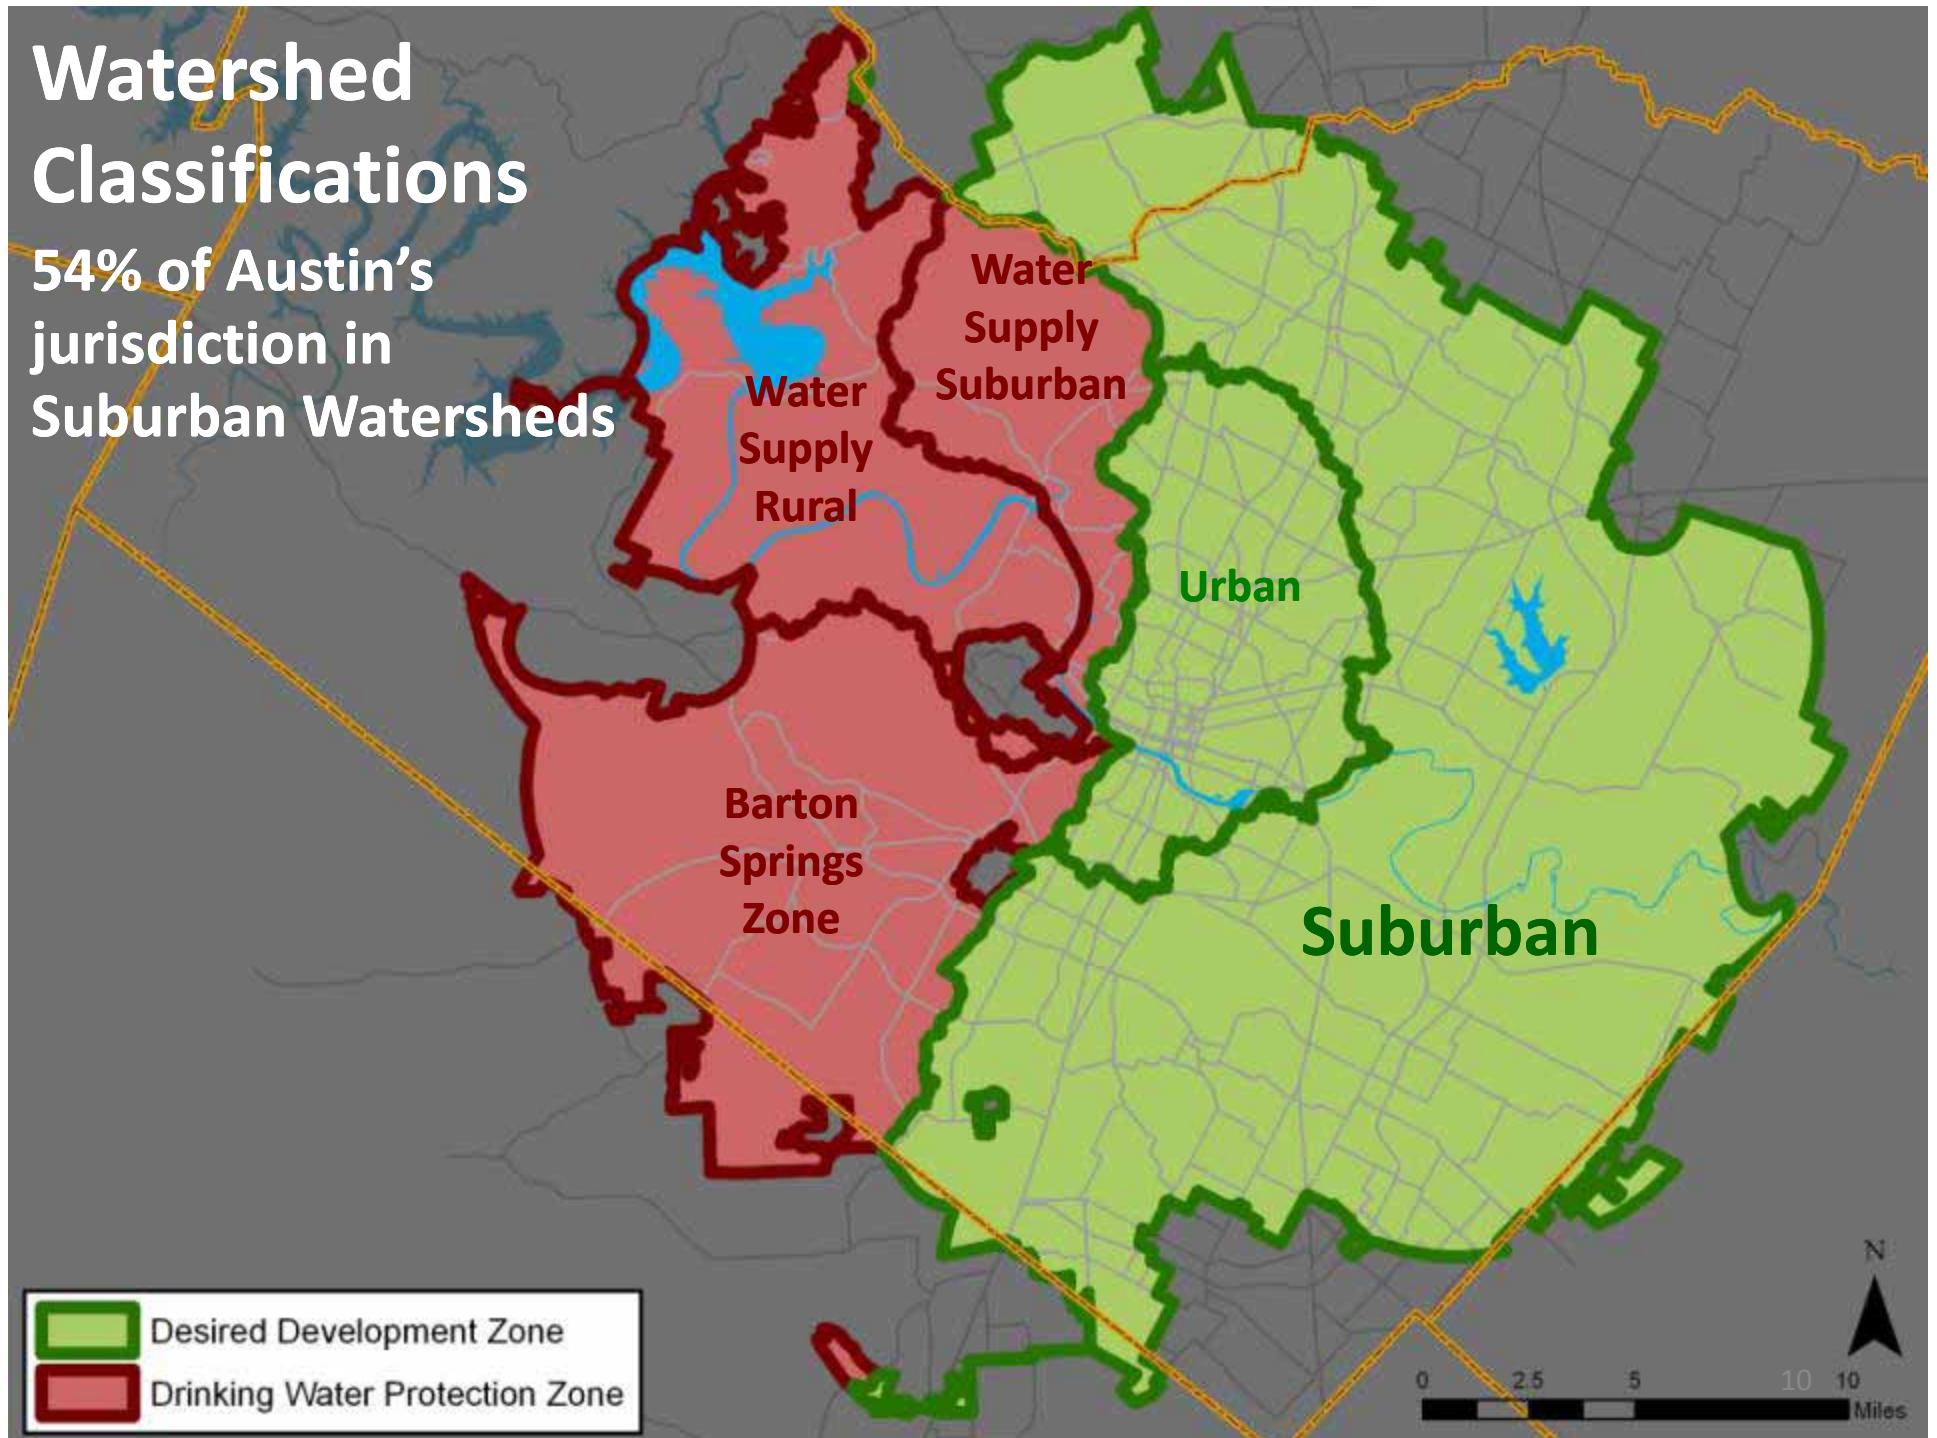 Watershed
Classifications
54% of Austin’s
jurisdiction in
Suburban Watersheds
Water
Supply
Suburban
Water
Supply
Rural
Urban
Barton
Springs
Zone
Suburban
Desired Development Zone
Drinking Water Protection Zone
N
0 2.5 5 10 10
Miles